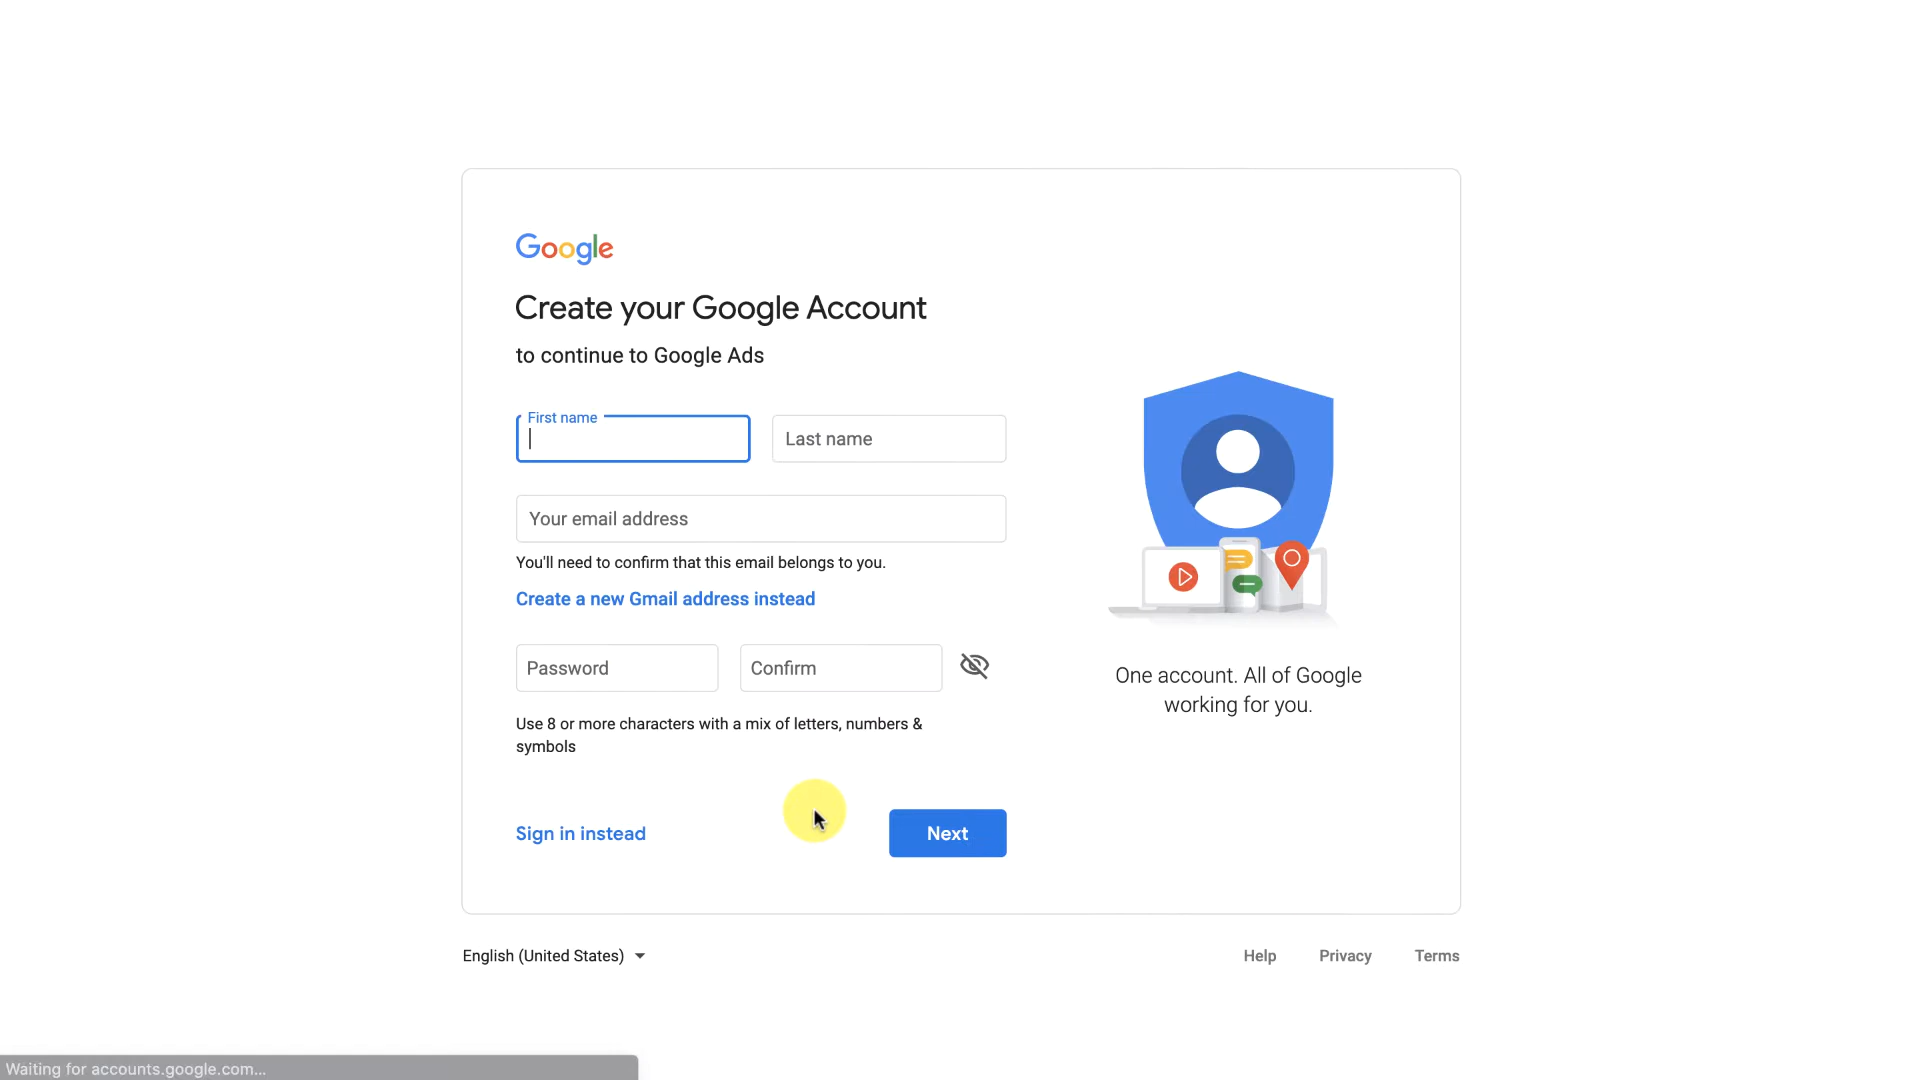 Google
Create your Google Account
to continue to Google Ads
First name
Last name
Your email address
You'll need to confirm that this email belongs to you.
Create a new Gmail address instead
Password
Confirm
Use 8 or more characters with a mix of letters, numbers &
symbols
Sign in instead
Next
One account. All of Google
working for you.
English (United States)
Help
Privacy
Terms
Waiting for accounts.google.com...